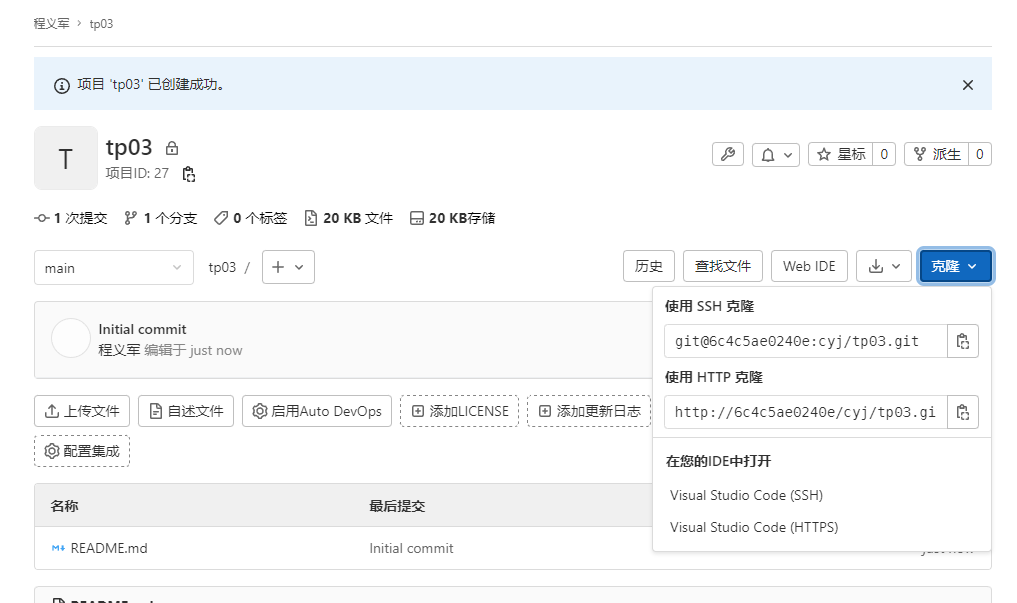 程义军 › tp03
项目 'tp03' 已创建成功。
T
tp03
项目ID: 27
星标 0 派生 0
1 次提交 1 个分支 0 个标签 20 KB 文件 20 KB存储
main tp03 / 历史 查找文件 Web IDE 克隆
Initial commit
程义军 编辑于 just now
使用 SSH 克隆
git@6c4c5ae0240e:cyj/tp03.git
使用 HTTP 克隆
http://6c4c5ae0240e/cyj/tp03.gi
在您的IDE中打开
Visual Studio Code (SSH)
Visual Studio Code (HTTPS)
上传文件 自述文件 启用Auto DevOps 添加LICENSE 添加更新日志
配置集成
名称 最后提交
README.md Initial commit just now